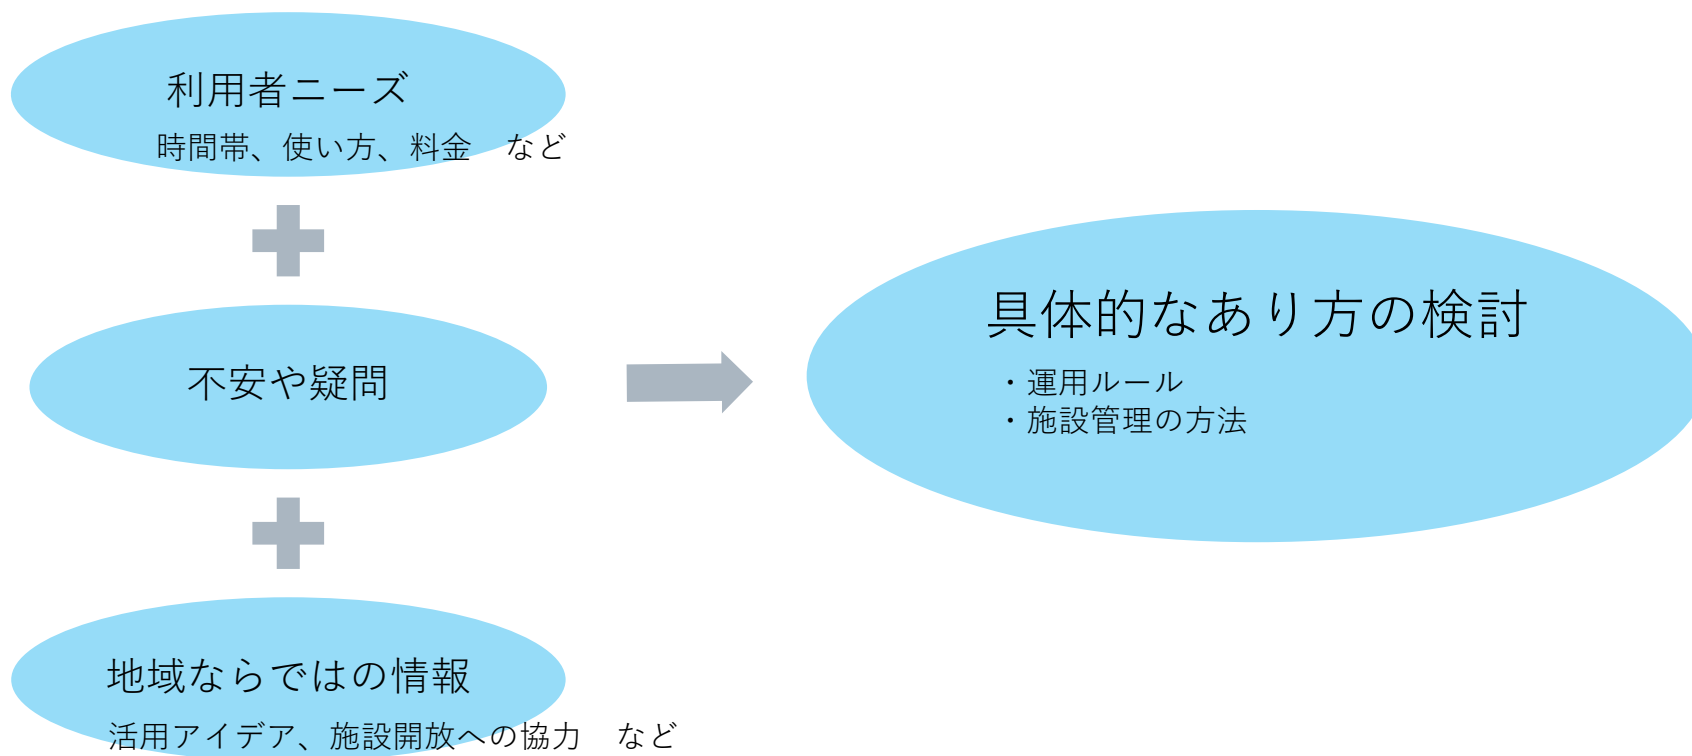 利用者ニーズ
時間帯、使い方、料金　など
不安や疑問
地域ならではの情報
活用アイデア、施設開放への協力　など
具体的なあり方の検討
・運用ルール
・施設管理の方法